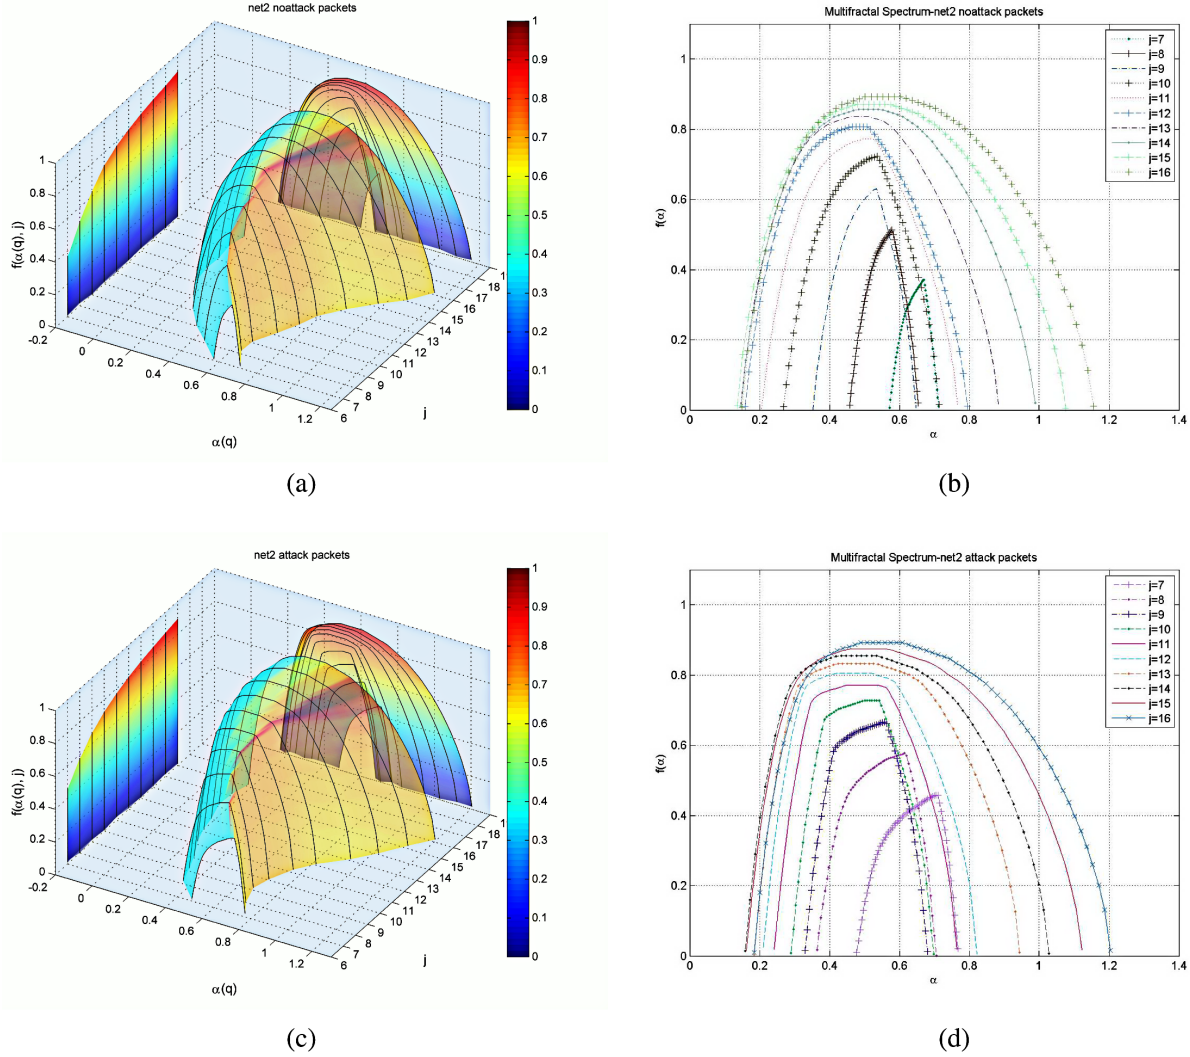 net2 noattack packets
1
0.9
0.8
0.7
0.6
0.5
0.4
0.3
0.2
0.1
0
f(α(q), j)
1
0.8
0.6
0.4
0.2
0
-0.2
0
0.2
0.4
0.6
0.8
1
1.2
6
7
8
9
10
11
12
13
14
15
16
17
18
α(q)
j
(a)
Multifractal Spectrum-net2 noattack packets
f(α)
1
0.8
0.6
0.4
0.2
0
0 0.2 0.4 0.6 0.8 1 1.2 1.4
α
j=7
j=8
j=9
j=10
j=11
j=12
j=13
j=14
j=15
j=16
(b)
net2 attack packets
1
0.9
0.8
0.7
0.6
0.5
0.4
0.3
0.2
0.1
0
f(α(q), j)
1
0.8
0.6
0.4
0.2
0
-0.2
0
0.2
0.4
0.6
0.8
1
1.2
6
7
8
9
10
11
12
13
14
15
16
17
18
α(q)
j
(c)
Multifractal Spectrum-net2 attack packets
f(α)
1
0.8
0.6
0.4
0.2
0
0 0.2 0.4 0.6 0.8 1 1.2 1.4
α
j=7
j=8
j=9
j=10
j=11
j=12
j=13
j=14
j=15
j=16
(d)